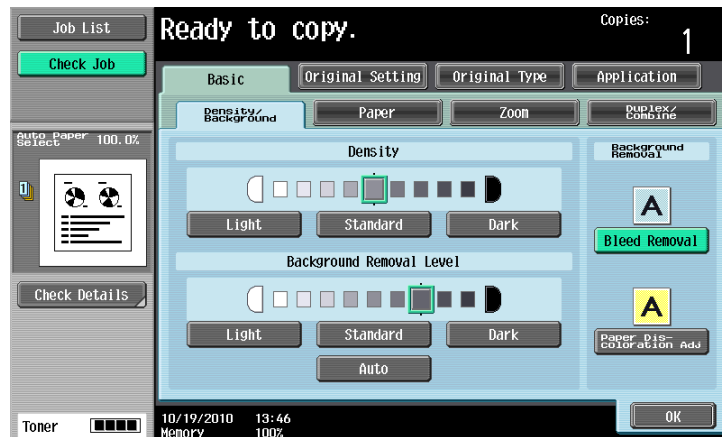 Job List
Ready to copy.
Copies:
1
Check Job
Basic
Original Setting
Original Type
Application
Density/
Background
Paper
Zoom
Duplex/
Combine
Auto Paper
Select
100.0%
Density
Light
Standard
Dark
Background Removal Level
Light
Standard
Dark
Auto
Background
Removal
A
Bleed Removal
A
Paper Dis-
coloration Adj
Check Details
Toner
10/19/2010 13:46
Memory 100%
OK